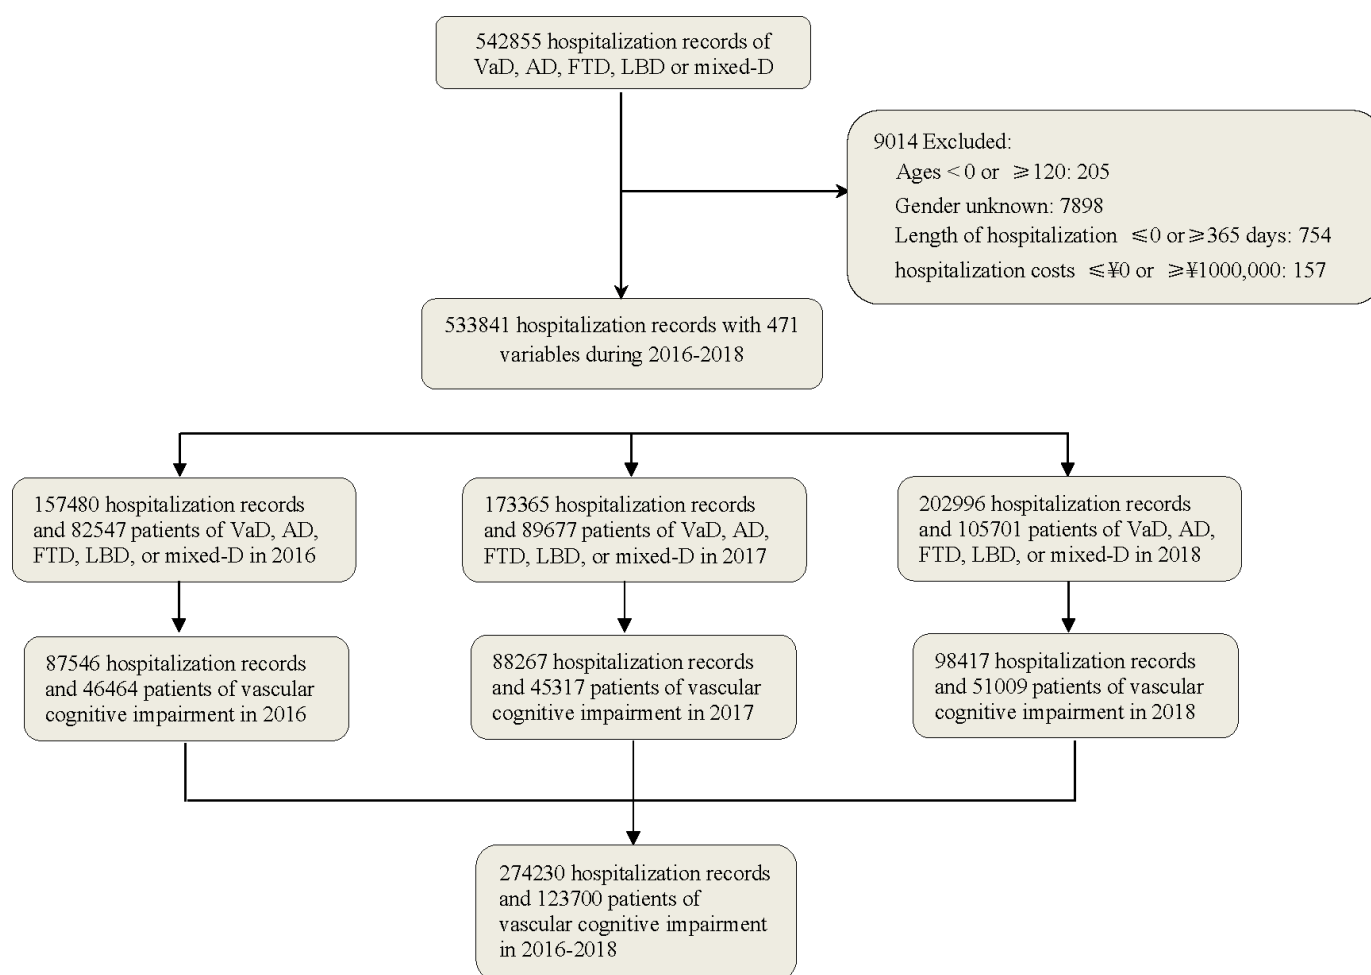 542855 hospitalization records of
VaD, AD, FTD, LBD or mixed-D
9014 Excluded:
Ages < 0 or ⩾120: 205
Gender unknown: 7898
Length of hospitalization ⩽0 or⩾365 days: 754
hospitalization costs ⩽¥0 or ⩾¥1000,000: 157
533841 hospitalization records with 471
variables during 2016-2018
157480 hospitalization records
and 82547 patients of VaD, AD,
FTD, LBD, or mixed-D in 2016
173365 hospitalization records
and 89677 patients of VaD, AD,
FTD, LBD, or mixed-D in 2017
202996 hospitalization records
and 105701 patients of VaD, AD,
FTD, LBD, or mixed-D in 2018
87546 hospitalization records
and 46464 patients of vascular
cognitive impairment in 2016
88267 hospitalization records
and 45317 patients of vascular
cognitive impairment in 2017
98417 hospitalization records
and 51009 patients of vascular
cognitive impairment in 2018
274230 hospitalization records
and 123700 patients of
vascular cognitive impairment
in 2016-2018